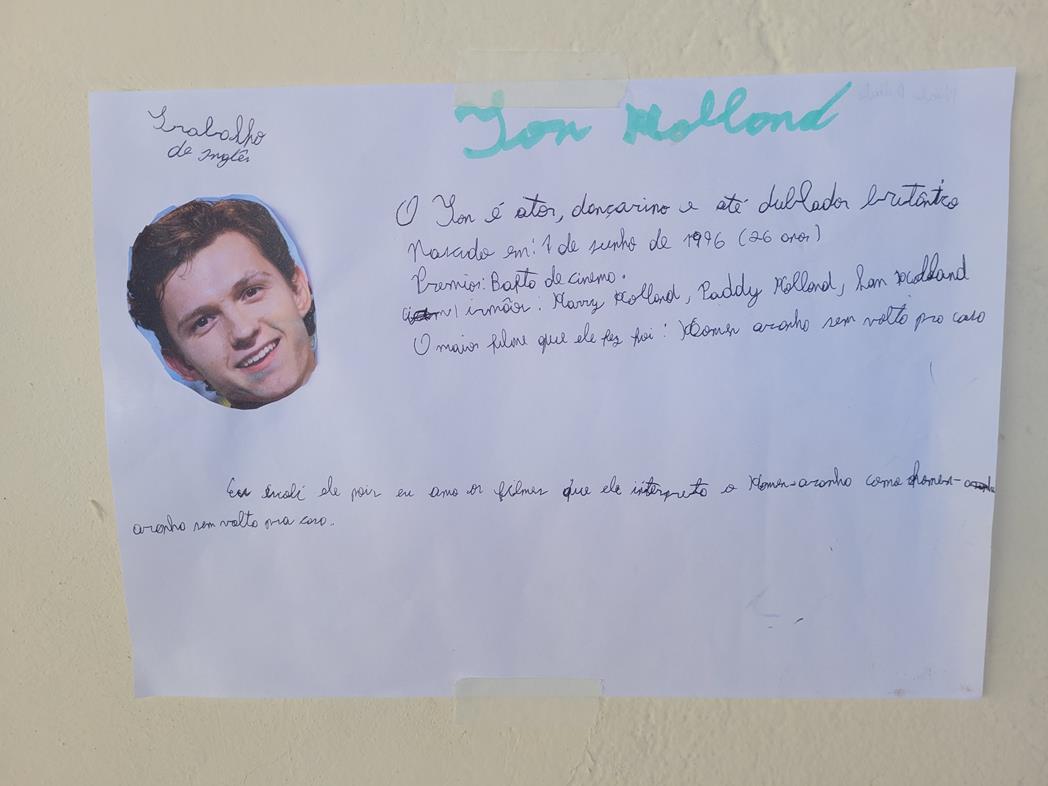 Trabalho
de inglês
Tom Holland
O Tom é ator, dançarino e até dublador britântico
Nascido em: 1 de junho de 1996 (26 anos)
Premios: Bafto de cinema.
irmãos: Harry Holland, Paddy Holland, Sam Holland
O maior filme que ele fez foi: Homem aranha sem volta pra casa
Eu escoli ele pois eu amo os filmes que ele interpreta o Homem-aranha como homem-
aranha sem volta pra casa.